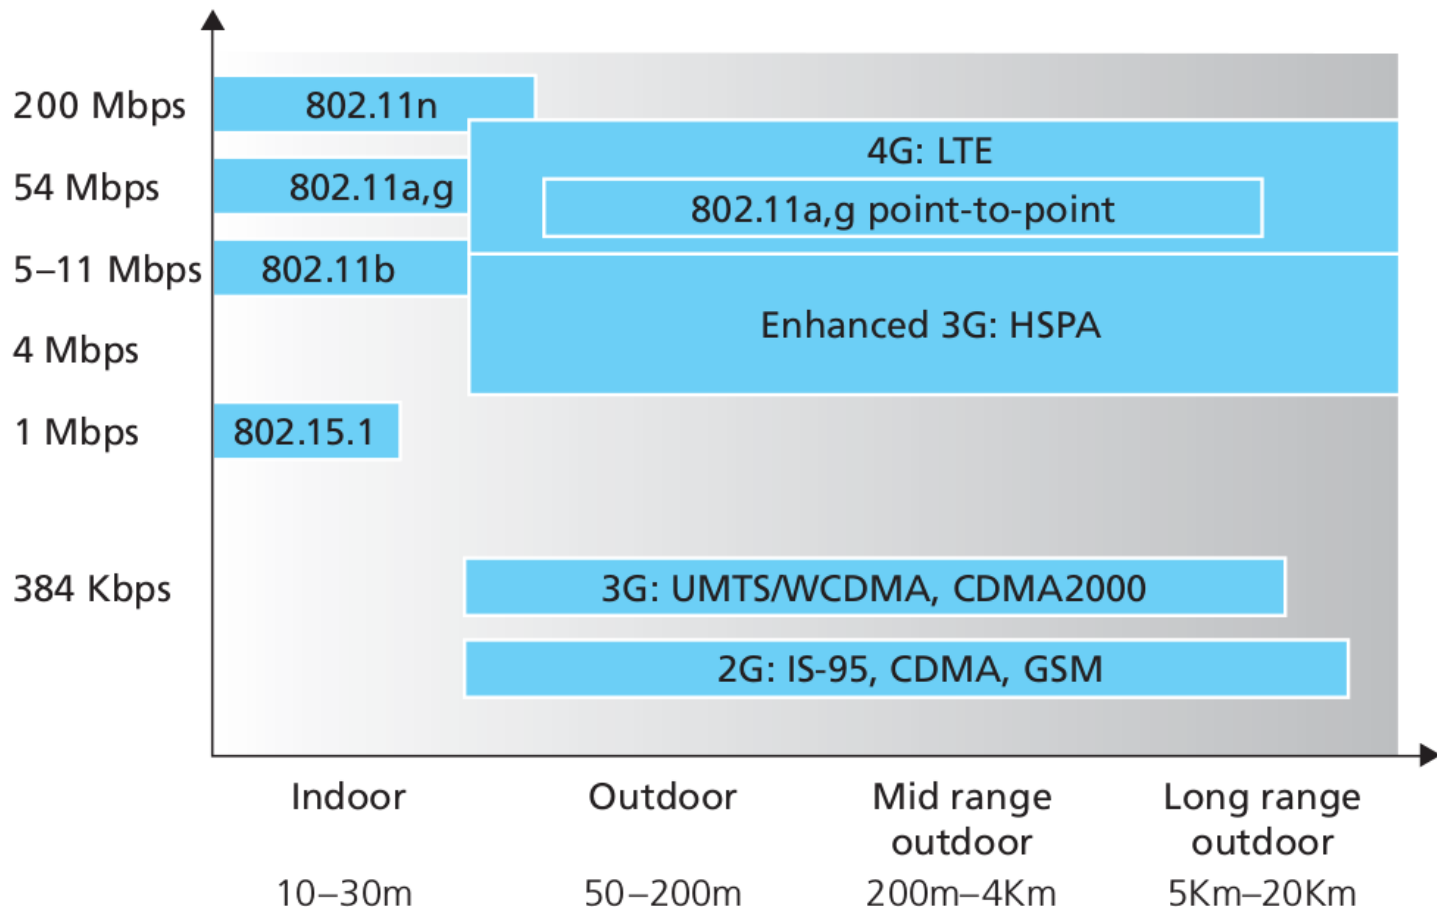 200 Mbps
802.11n
4G: LTE
54 Mbps
802.11a,g
802.11a,g point-to-point
5–11 Mbps
802.11b
Enhanced 3G: HSPA
4 Mbps
1 Mbps
802.15.1
384 Kbps
3G: UMTS/WCDMA, CDMA2000
2G: IS-95, CDMA, GSM
Indoor
Outdoor
Mid range
outdoor
Long range
outdoor
10–30m
50–200m
200m–4Km
5Km–20Km